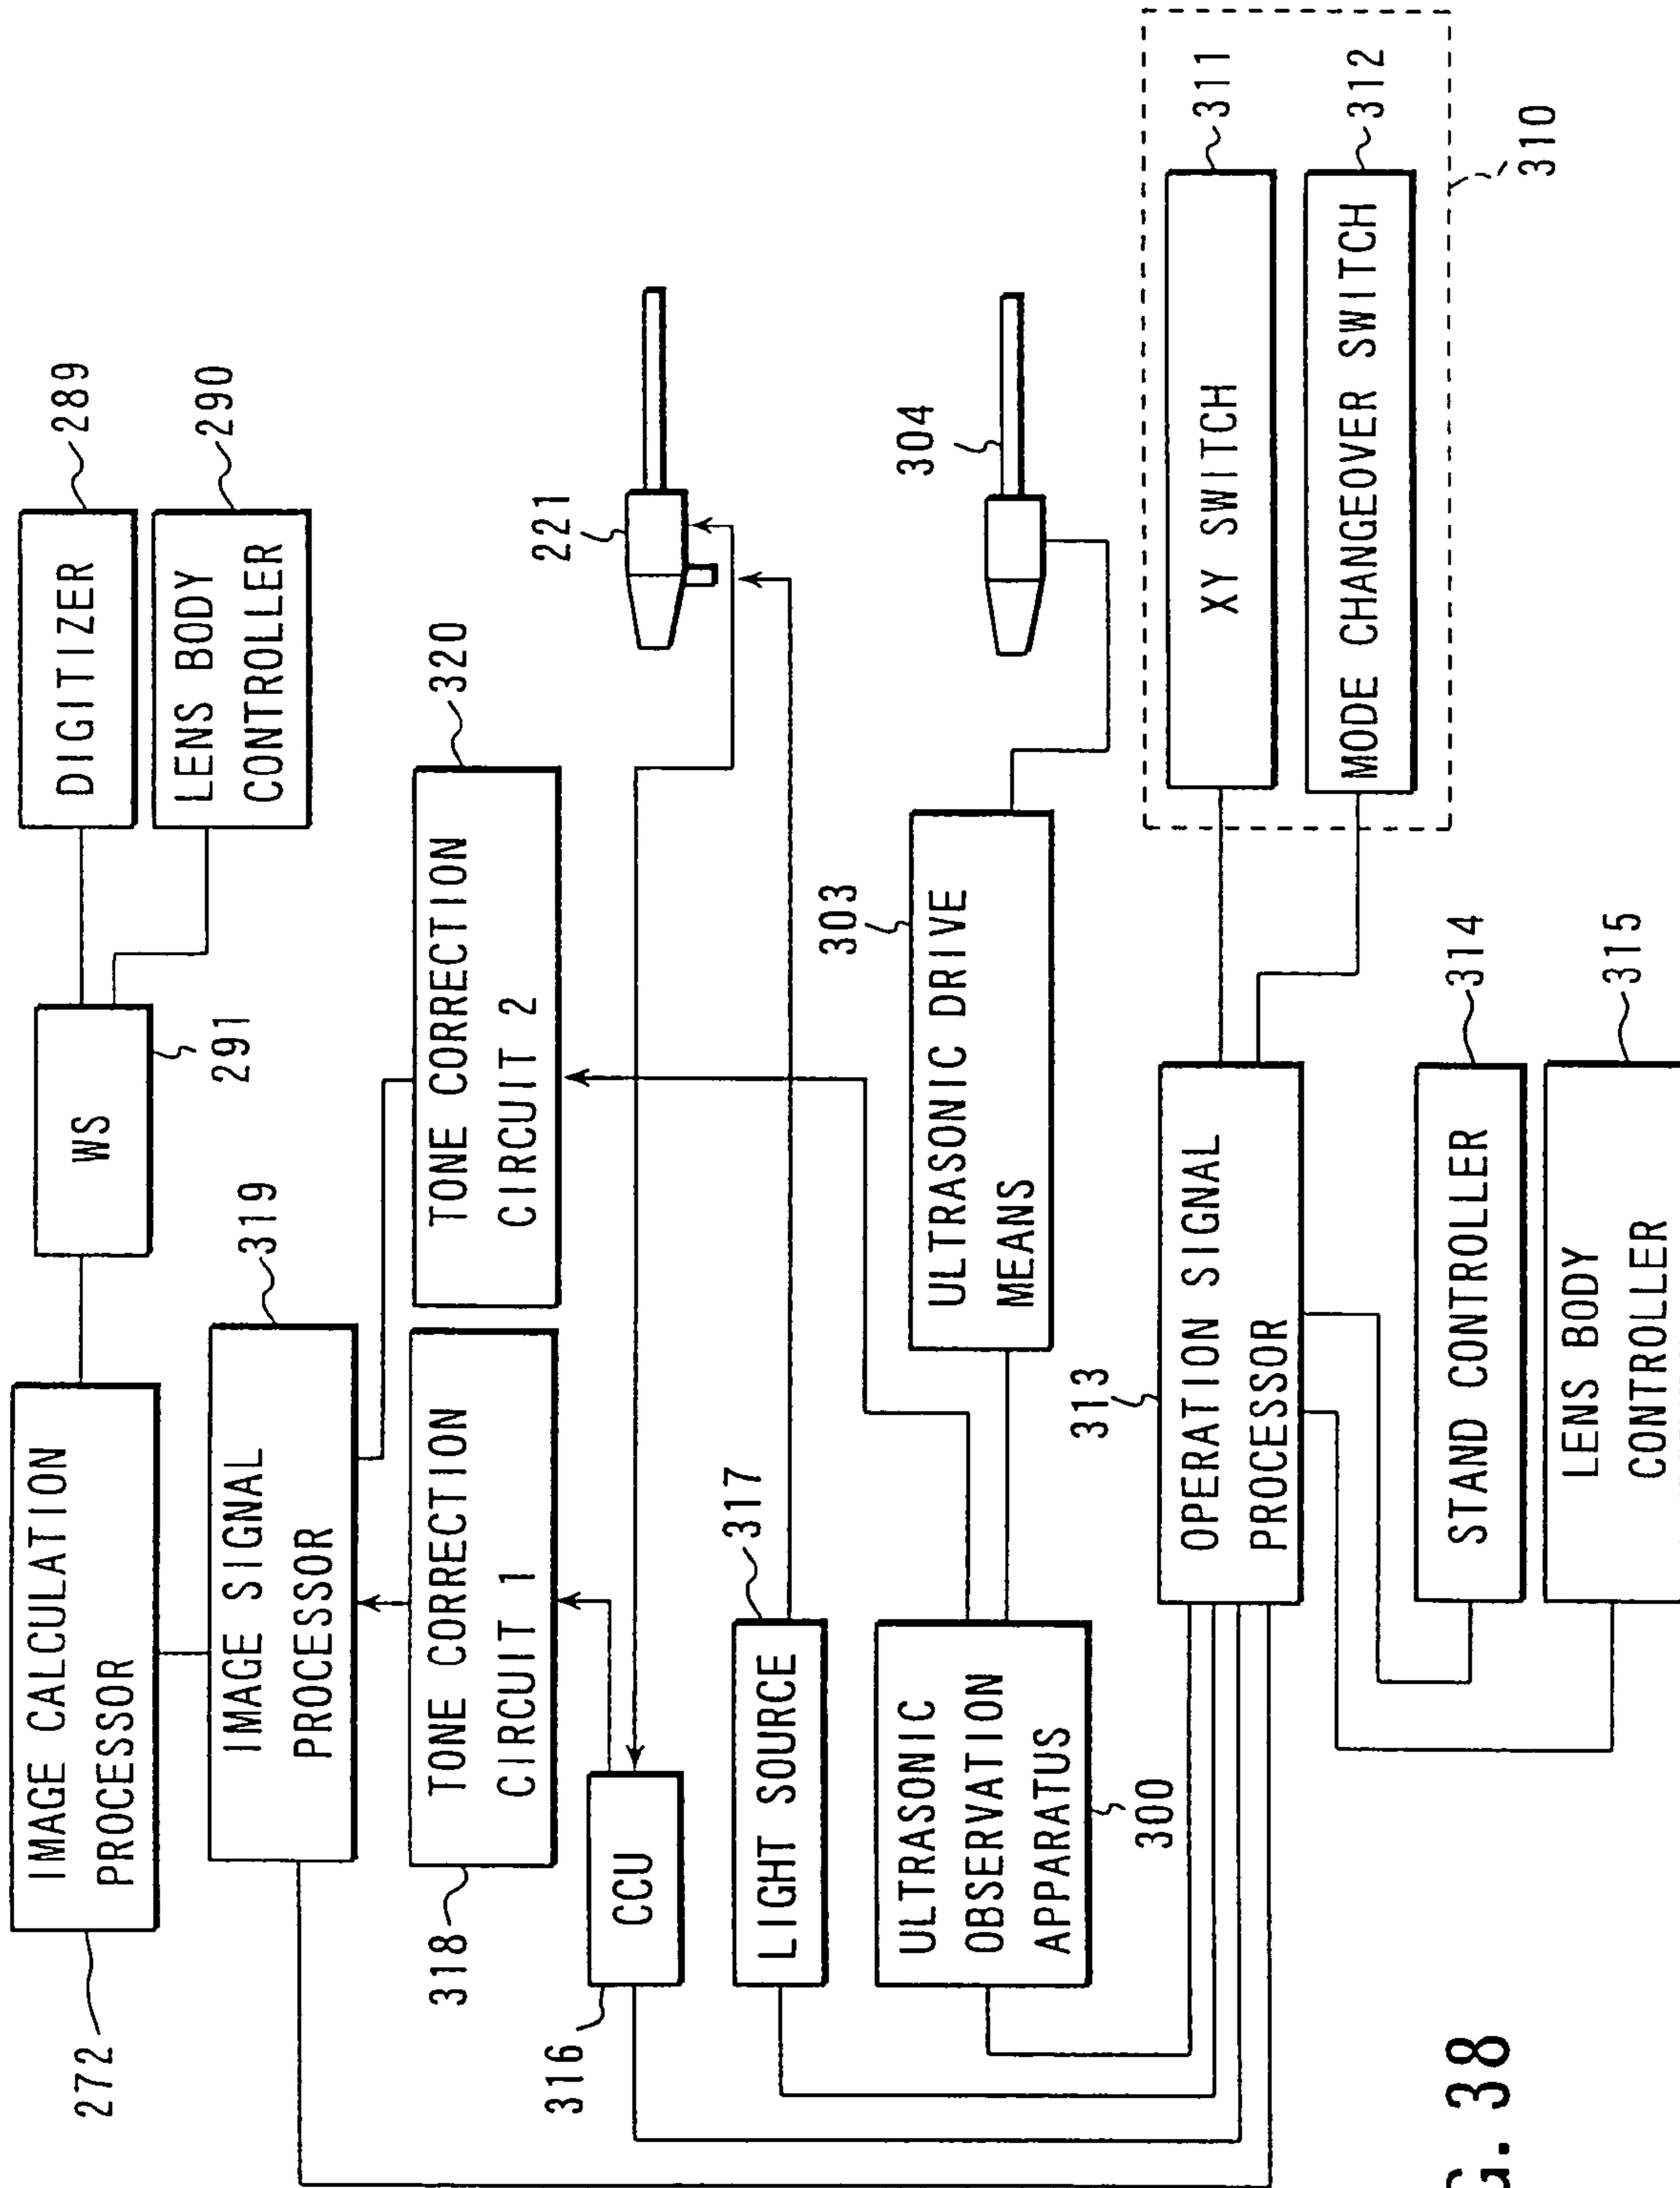 272
IMAGE CALCULATION
PROCESSOR
WS
291
DIGITIZER
289
LENS BODY
CONTROLLER
290
IMAGE SIGNAL
PROCESSOR
319
318
TONE CORRECTION
CIRCUIT 1
TONE CORRECTION
CIRCUIT 2
320
316
CCU
221
LIGHT SOURCE
317
ULTRASONIC
OBSERVATION
APPARATUS
300
ULTRASONIC DRIVE
MEANS
303
304
313
OPERATION SIGNAL
PROCESSOR
XY SWITCH
311
MODE CHANGEOVER SWITCH
312
310
STAND CONTROLLER
314
LENS BODY
CONTROLLER
315
G. 38